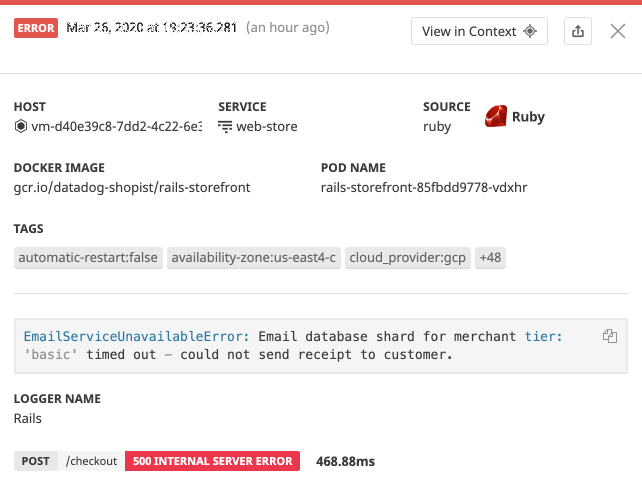 ERROR Mar 26, 2020 at 19:23:36.281 (an hour ago) View in Context
HOST SERVICE SOURCE
vm-d40e39c8-7dd2-4c22-6e3 web-store ruby Ruby
DOCKER IMAGE POD NAME
gcr.io/datadog-shopist/rails-storefront rails-storefront-85fbdd9778-vdxhr
TAGS
automatic-restart:false availability-zone:us-east4-c cloud_provider:gcp +48
EmailServiceUnavailableError: Email database shard for merchant tier:
'basic' timed out – could not send receipt to customer.
LOGGER NAME
Rails
POST /checkout 500 INTERNAL SERVER ERROR 468.88ms